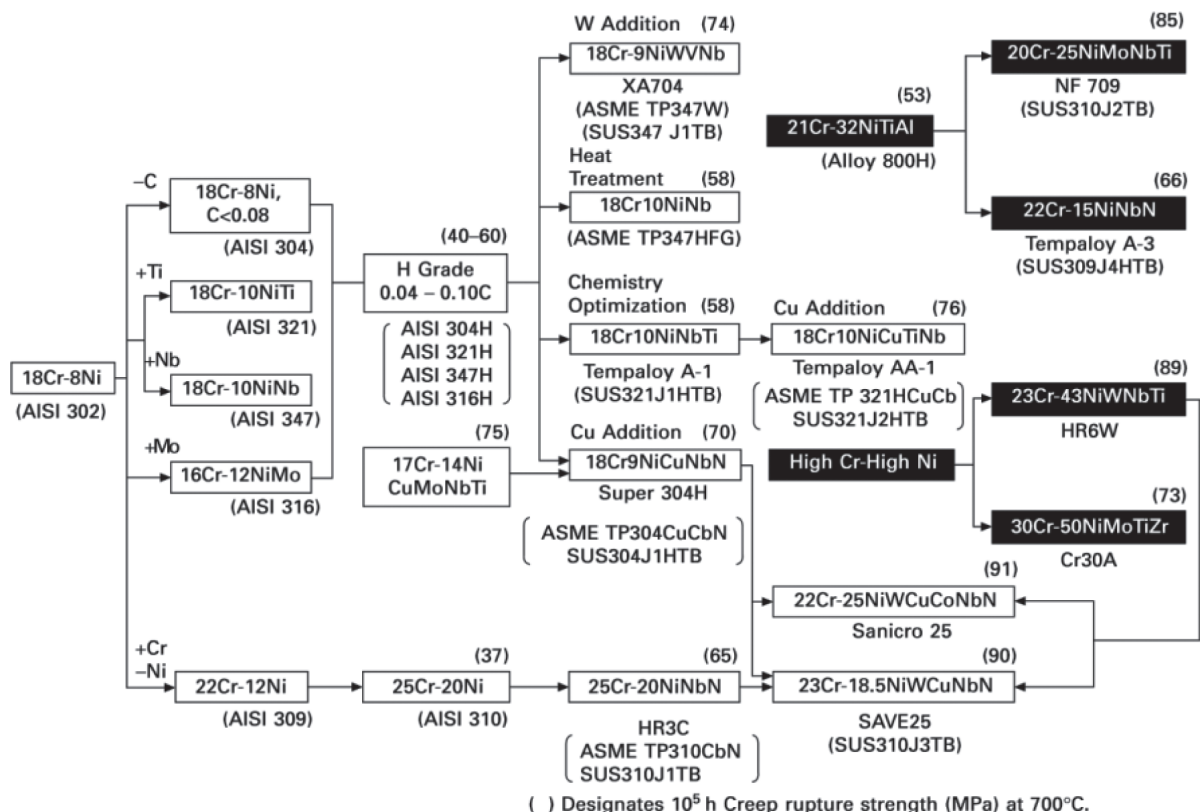 W Addition (74)
18Cr-9NiWVNb
XA704
(ASME TP347W)
(SUS347 J1TB)
Heat
Treatment (58)
18Cr10NiNb
(ASME TP347HFG)
(85)
20Cr-25NiMoNbTi
NF 709
(SUS310J2TB)
(53)
21Cr-32NiTiAl
(Alloy 800H)
(66)
22Cr-15NiNbN
Tempaloy A-3
(SUS309J4HTB)
–C
18Cr-8Ni,
C<0.08
(AISI 304)
+Ti
18Cr-10NiTi
(AISI 321)
18Cr-8Ni
(AISI 302)
+Nb
18Cr-10NiNb
(AISI 347)
+Mo
16Cr-12NiMo
(AISI 316)
(40–60)
H Grade
0.04 – 0.10C
AISI 304H
AISI 321H
AISI 347H
AISI 316H
(75)
17Cr-14Ni
CuMoNbTi
Chemistry
Optimization (58)
18Cr10NiNbTi
Tempaloy A-1
(SUS321J1HTB)
Cu Addition (76)
18Cr10NiCuTiNb
Tempaloy AA-1
(ASME TP 321HCuCb
SUS321J2HTB)
Cu Addition (70)
18Cr9NiCuNbN
Super 304H
(ASME TP304CuCbN
SUS304J1HTB)
(89)
23Cr-43NiWNbTi
HR6W
High Cr-High Ni
(73)
30Cr-50NiMoTiZr
Cr30A
(91)
22Cr-25NiWCuCoNbN
Sanicro 25
+Cr
–Ni
22Cr-12Ni
(AISI 309)
(37)
25Cr-20Ni
(AISI 310)
(65)
25Cr-20NiNbN
HR3C
(ASME TP310CbN
SUS310J1TB)
(90)
23Cr-18.5NiWCuNbN
SAVE25
(SUS310J3TB)
( ) Designates 10⁵ h Creep rupture strength (MPa) at 700°C.